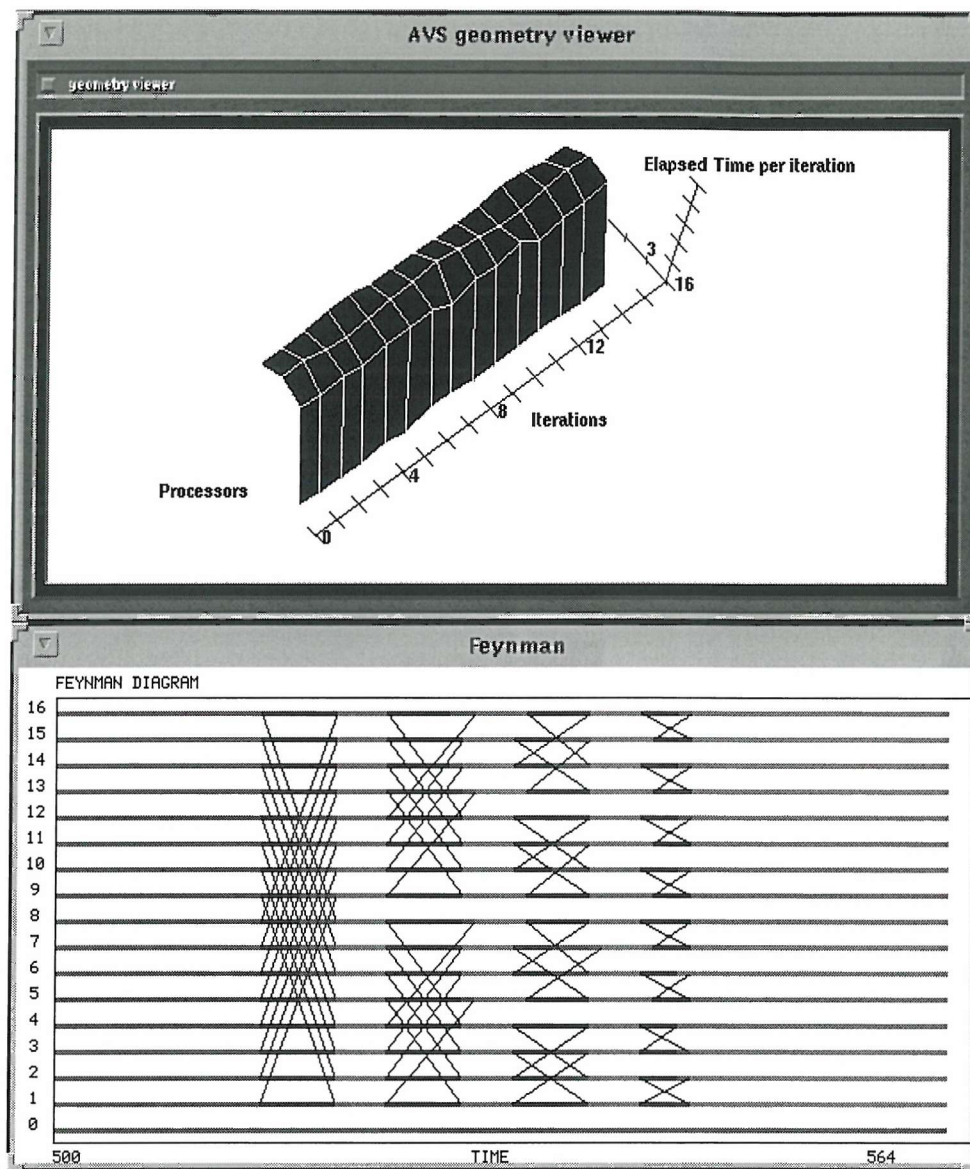 AVS geometry viewer
geometry viewer
Elapsed Time per iteration
3
16
12
8
Iterations
4
Processors
0
Feynman
FEYNMAN DIAGRAM
16
15
14
13
12
11
10
9
8
7
6
5
4
3
2
1
0
500 TIME 564